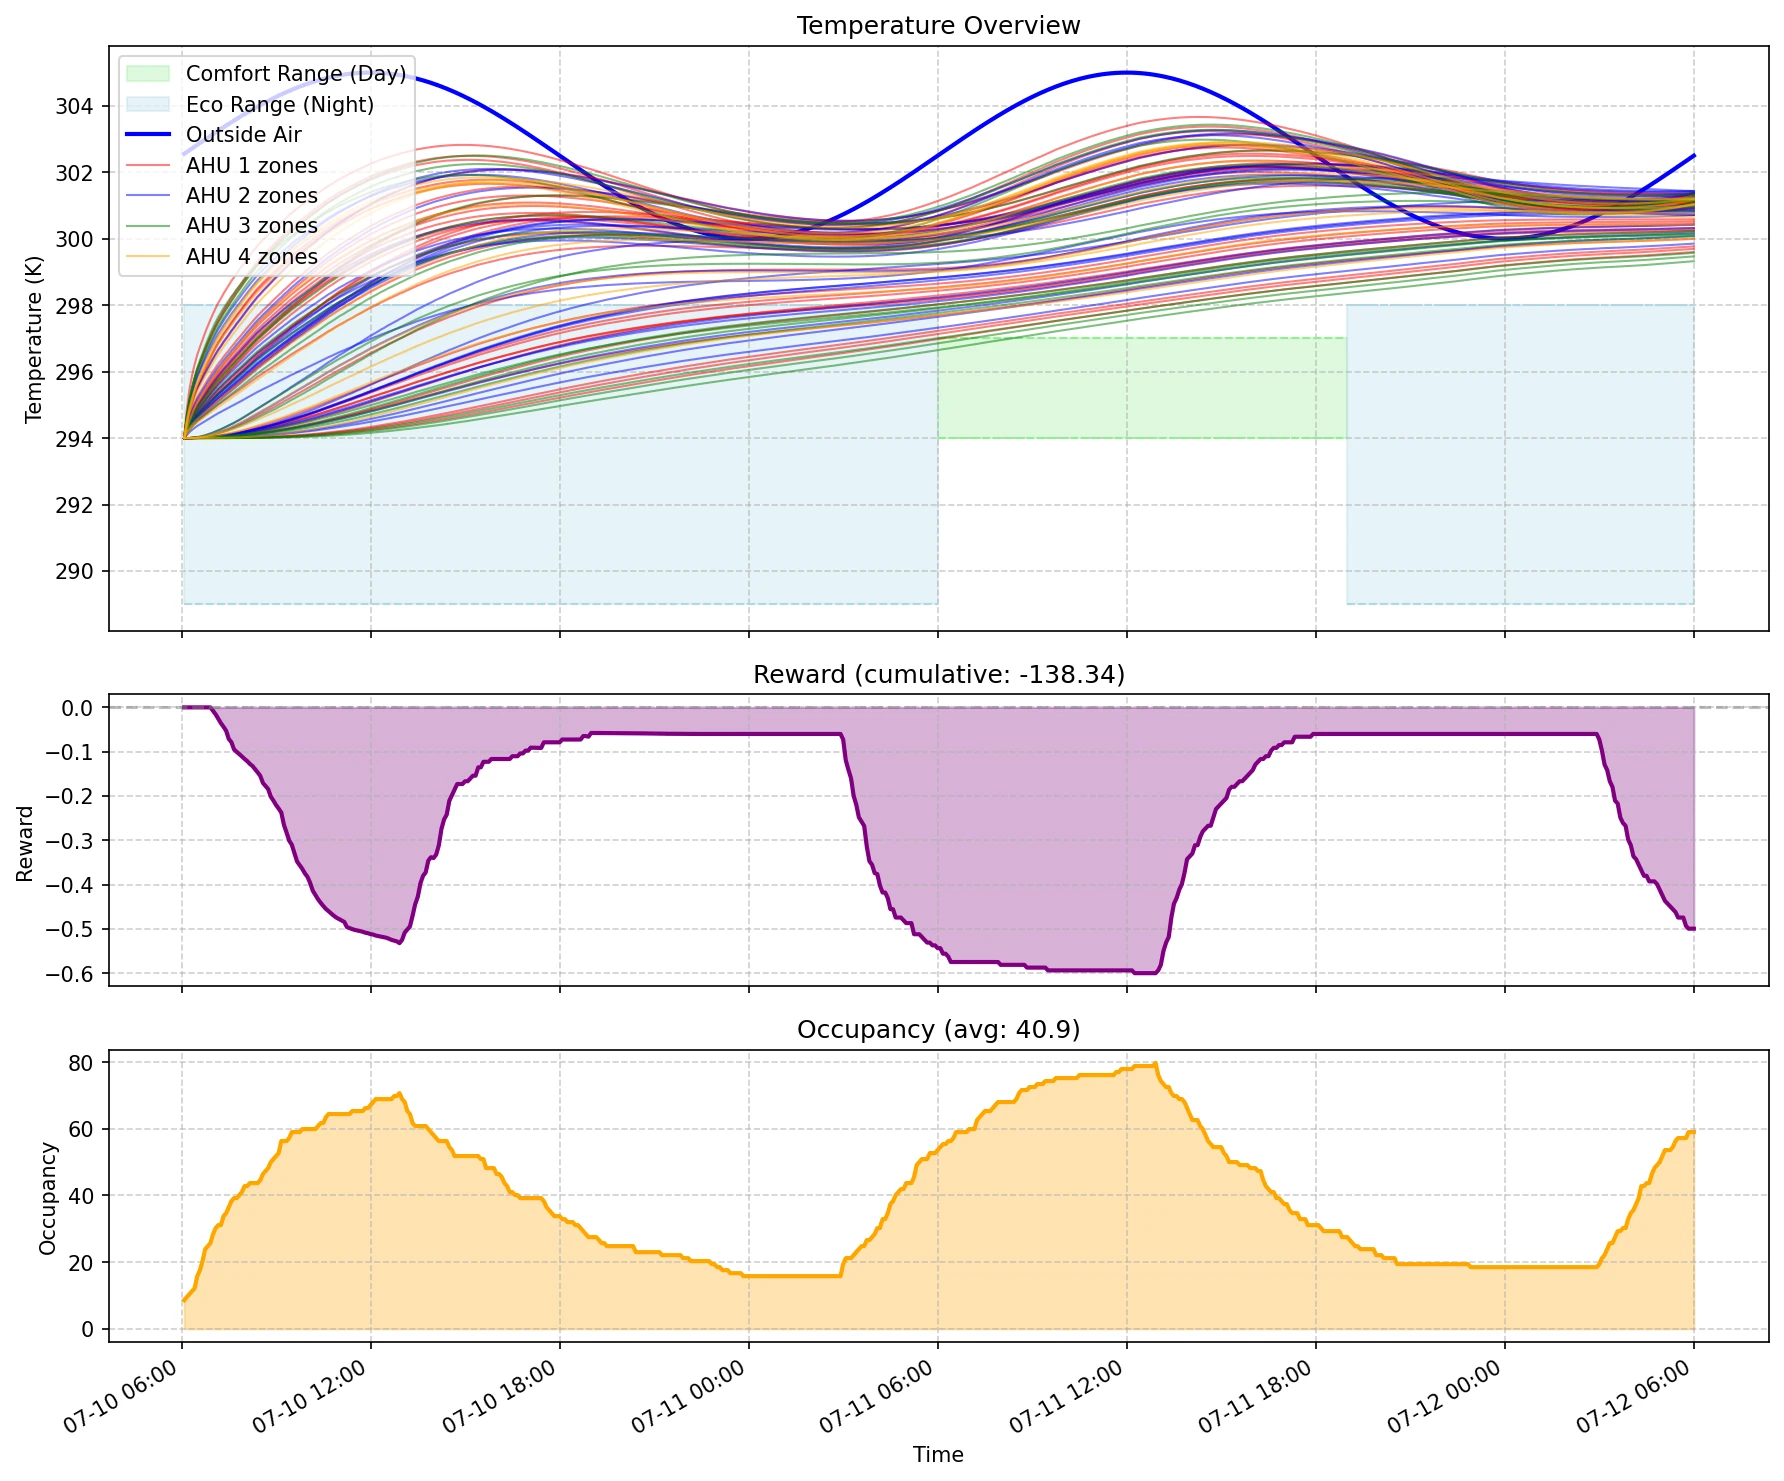 Temperature Overview
Comfort Range (Day)
Eco Range (Night)
Outside Air
AHU 1 zones
AHU 2 zones
AHU 3 zones
AHU 4 zones
Temperature (K)
304
302
300
298
296
294
292
290
Reward (cumulative: -138.34)
Reward
0.0
−0.1
−0.2
−0.3
−0.4
−0.5
−0.6
Occupancy (avg: 40.9)
Occupancy
80
60
40
20
0
07-10 06:00
07-10 12:00
07-10 18:00
07-11 00:00
07-11 06:00
07-11 12:00
07-11 18:00
07-12 00:00
07-12 06:00
Time